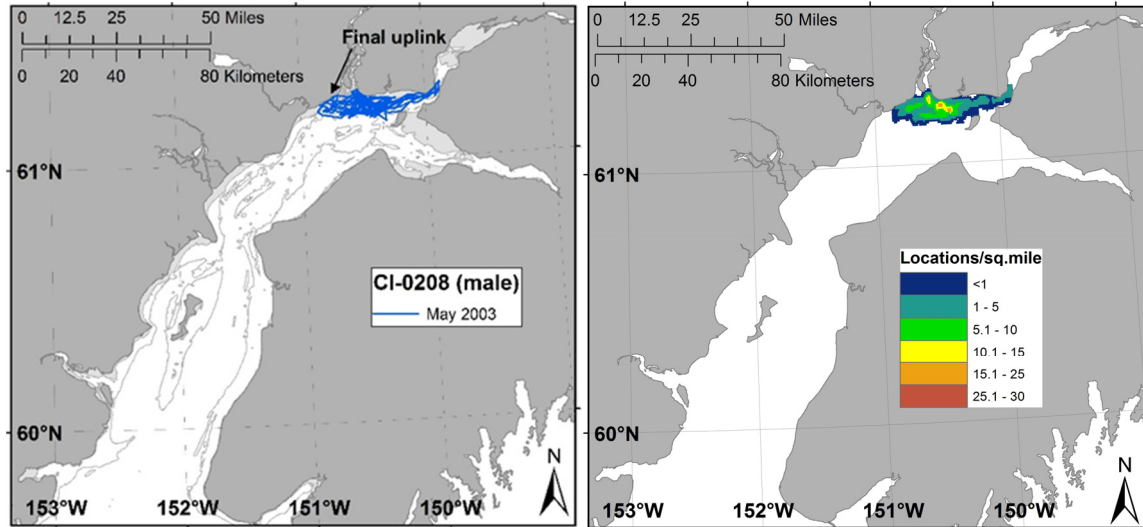 0 12.5 25 50 Miles
0 20 40 80 Kilometers
Final uplink
61°N
CI-0208 (male)
May 2003
60°N
N
153°W 152°W 151°W 150°W
0 12.5 25 50 Miles
0 20 40 80 Kilometers
61°N
Locations/sq.mile
<1
1 - 5
5.1 - 10
10.1 - 15
15.1 - 25
25.1 - 30
60°N
N
153°W 152°W 151°W 150°W